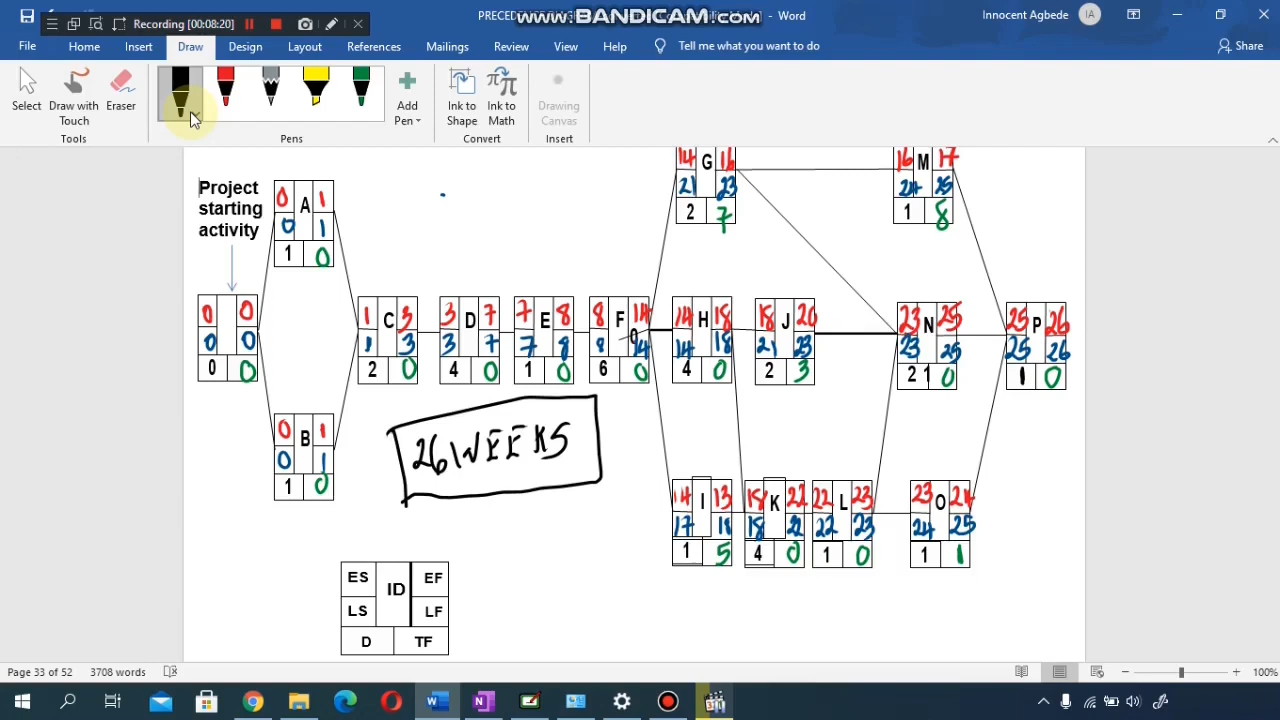 Recording [00:08:20]
PRECEDE
www.BANDICAM.com
- Word
Innocent Agbede
IA
File
Home
Insert
Draw
Design
Layout
References
Mailings
Review
View
Help
Tell me what you want to do
Share
Select
Draw with Touch
Eraser
Add Pen
Ink to Shape
Ink to Math
Drawing Canvas
Tools
Pens
Convert
Insert
Project
starting
activity
0 A 1
0 1
1 0
14 G 16
21 23
2 7
16 M 17
24 25
1 8
0 0
0 0
0 0
1 C 3
1 3
2 0
3 D 7
3 7
4 0
7 E 8
7 8
1 0
8 F 14
8 0 14
6 0
14 H 18
14 18
4 0
18 J 20
21 23
2 3
23 N 25
23 25
2 1 0
25 P 26
25 26
1 0
0 B 1
0 1
1 0
26 WEEKS
14 I 13
17 18
1 5
18 K 22
18 22
4 0
22 L 23
22 23
1 0
23 O 24
24 25
1 1
ES ID EF
LS LF
D TF
Page 33 of 52
3708 words
100%